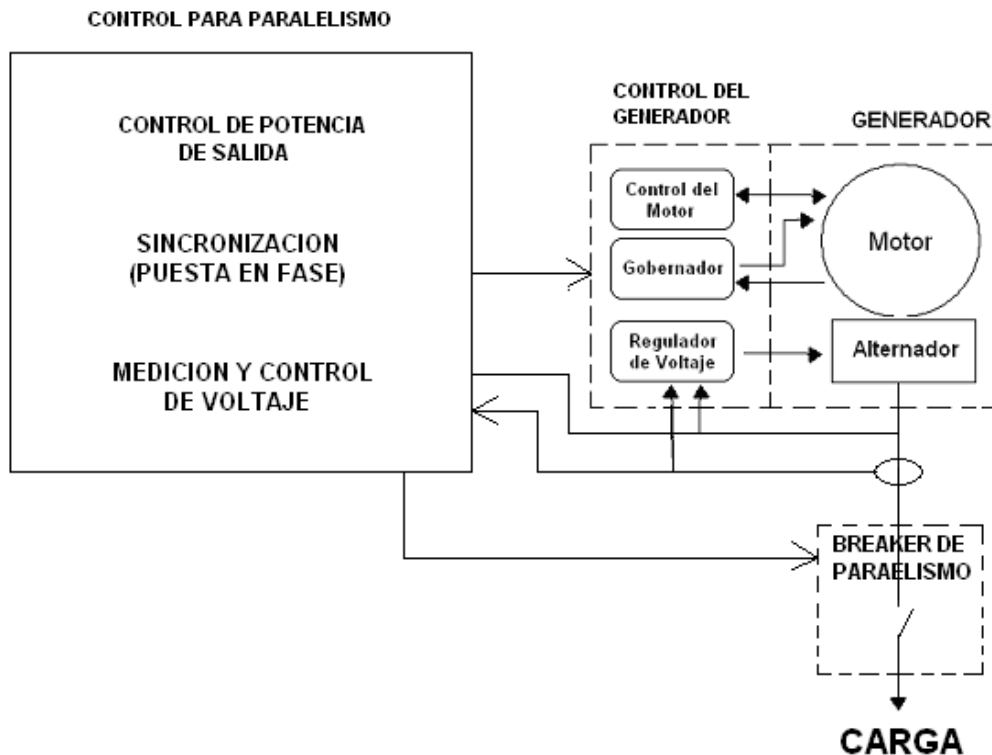 CONTROL PARA PARALELISMO
CONTROL DE POTENCIA
DE SALIDA
SINCRONIZACION
(PUESTA EN FASE)
MEDICION Y CONTROL
DE VOLTAJE
CONTROL DEL
GENERADOR
GENERADOR
Control del
Motor
Gobernador
Regulador
de Voltaje
Motor
Alternador
BREAKER DE
PARAELISMO
CARGA